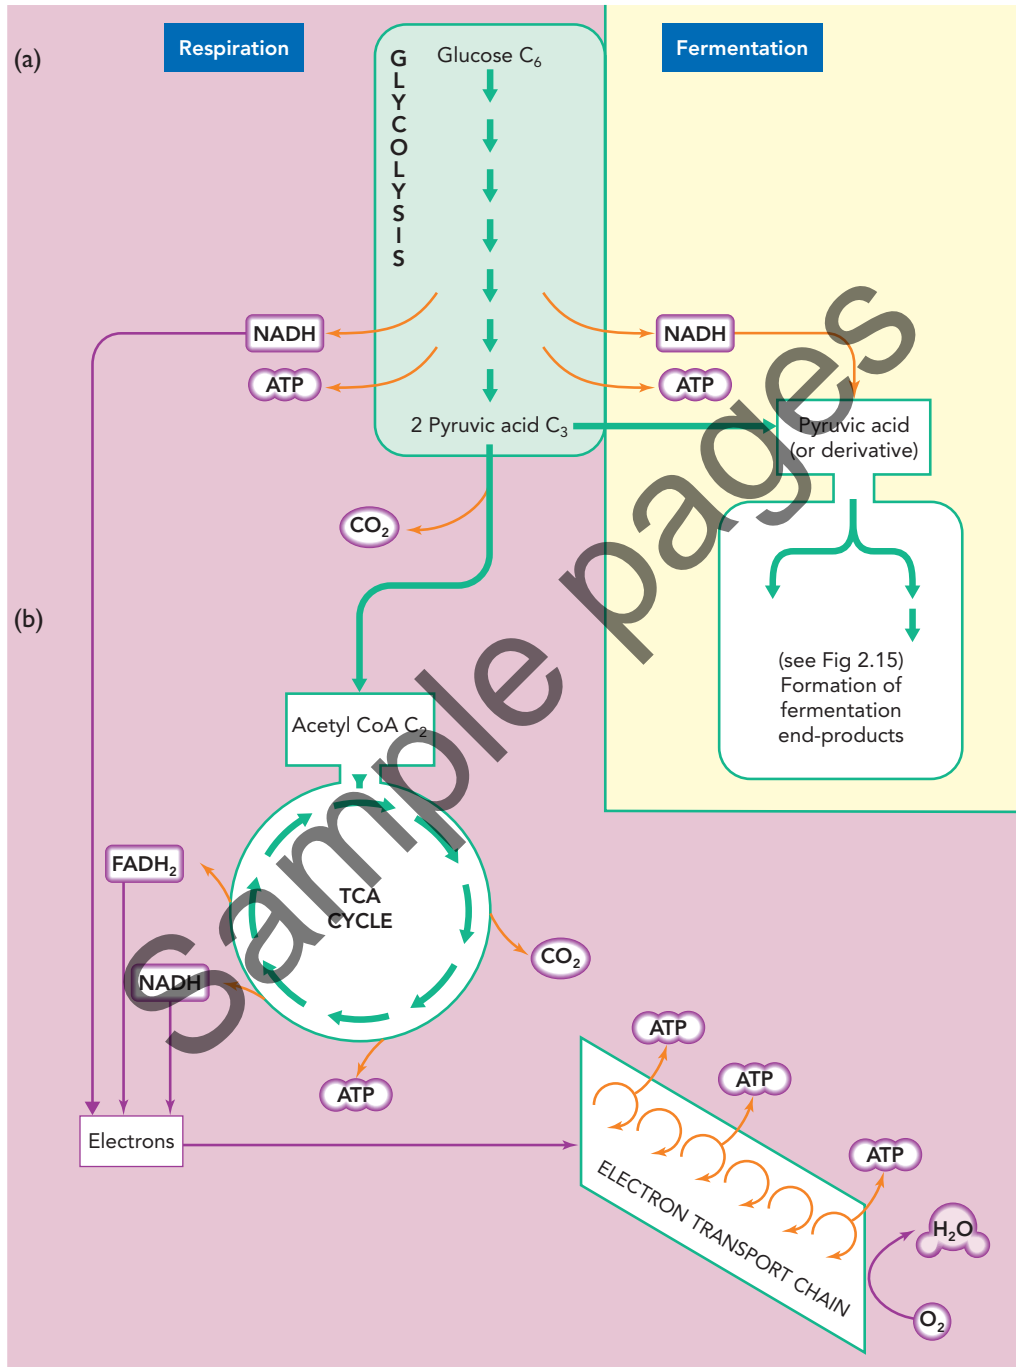 (a)
Respiration
Fermentation
GLYCOLYSIS
Glucose C₆
NADH
ATP
NADH
ATP
2 Pyruvic acid C₃
Pyruvic acid
(or derivative)
CO₂
(b)
(see Fig 2.15)
Formation of
fermentation
end-products
Acetyl CoA C₂
FADH₂
TCA
CYCLE
NADH
CO₂
ATP
Electrons
ATP
ATP
ATP
ELECTRON TRANSPORT CHAIN
H₂O
O₂
Sample pages